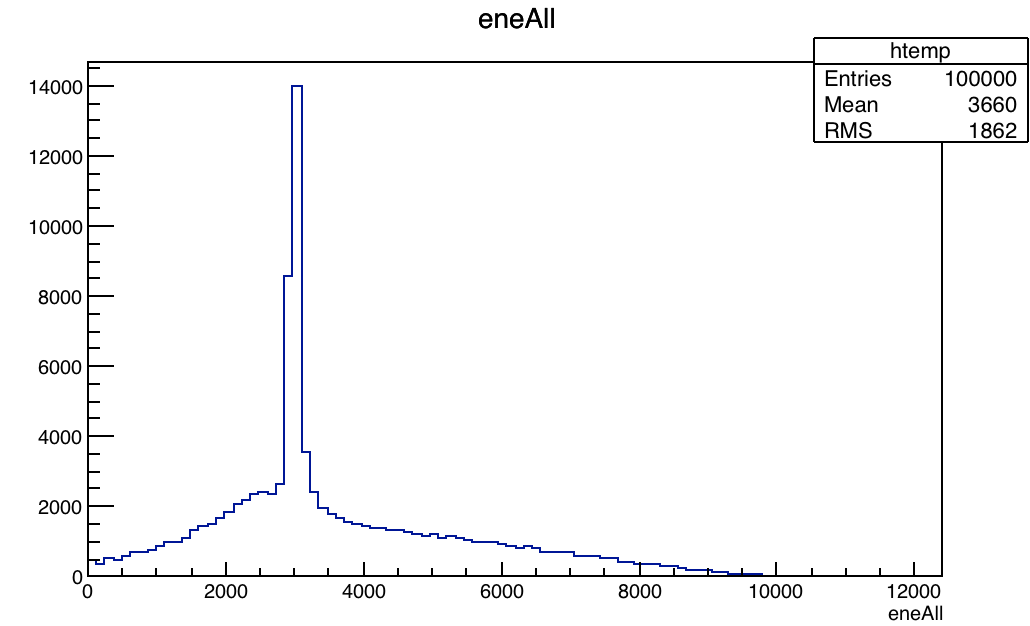 eneAll
htemp
Entries 100000
Mean 3660
RMS 1862
14000
12000
10000
8000
6000
4000
2000
0
0 2000 4000 6000 8000 10000 12000
eneAll